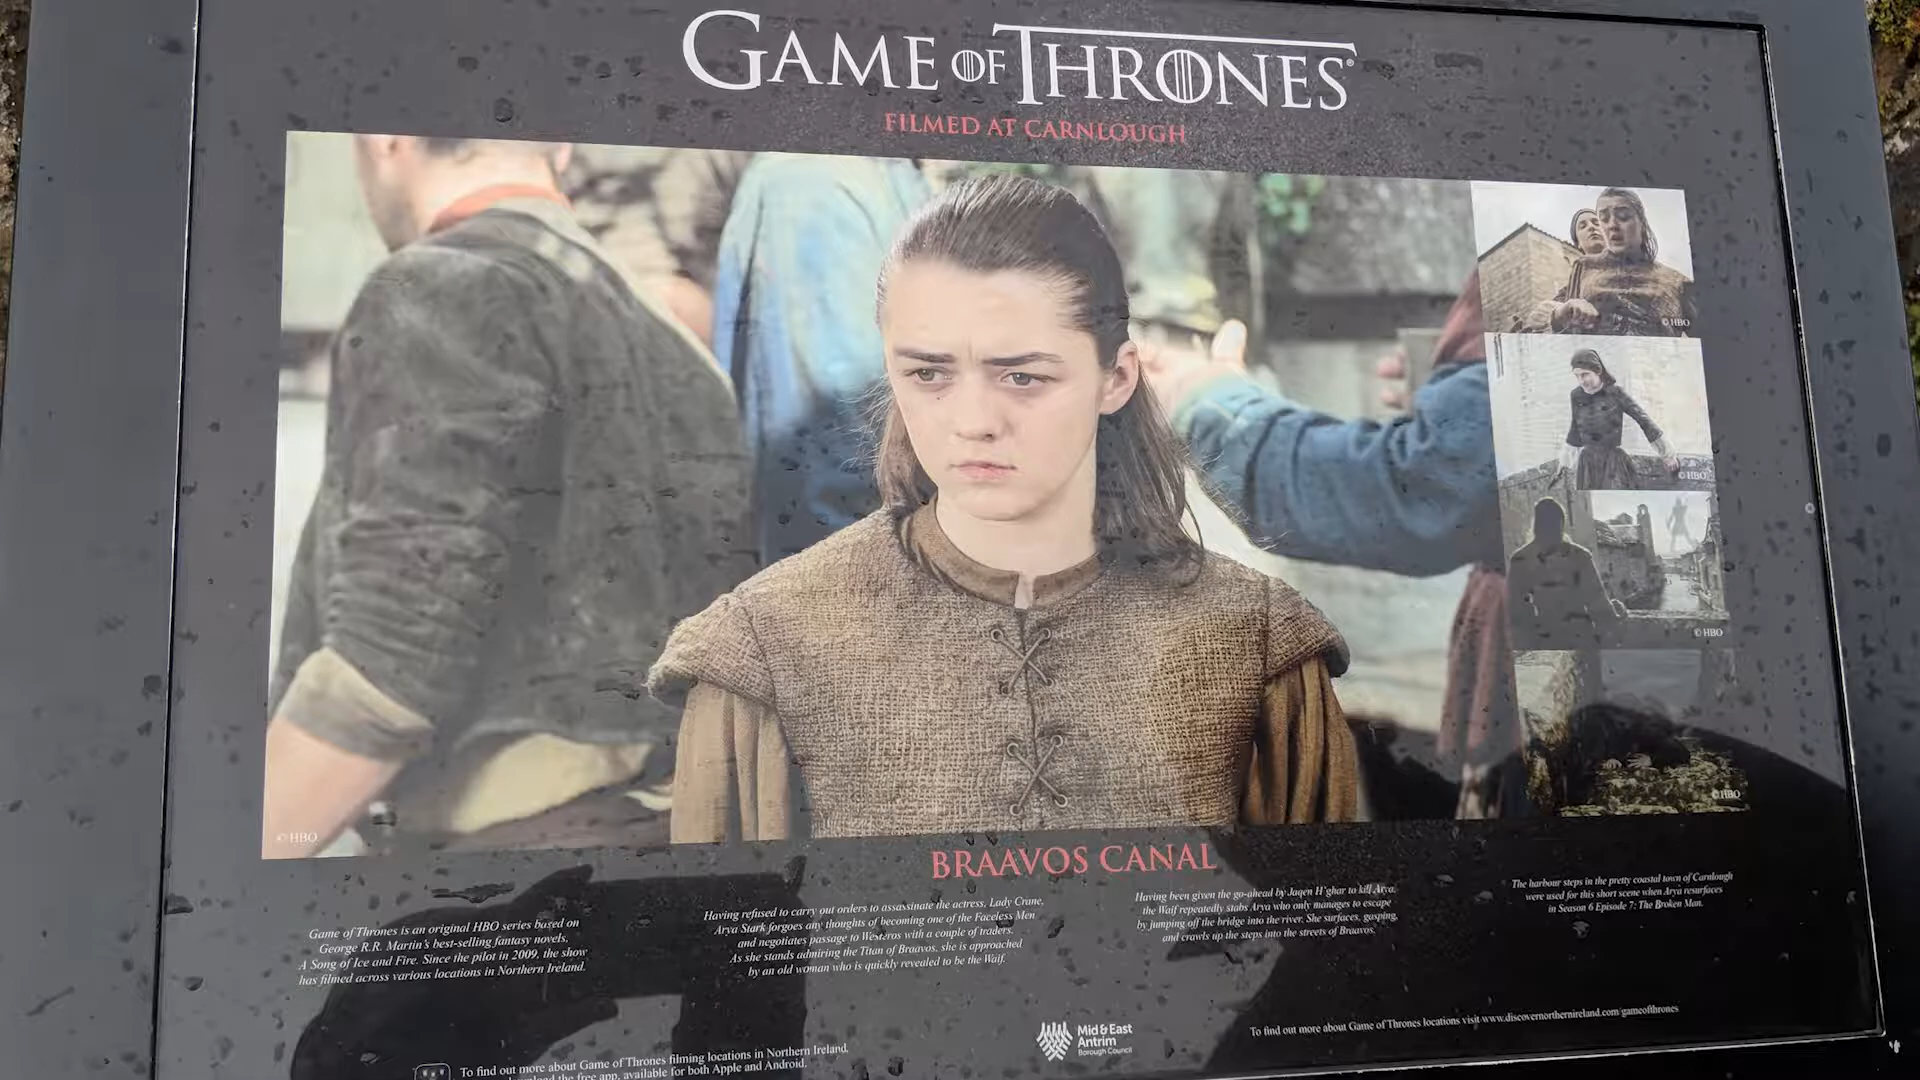 GAME OF THRONES®
FILMED AT CARNLOUGH
© HBO
© HBO
© HBO
© HBO
© HBO
BRAAVOS CANAL
Game of Thrones is an original HBO series based on
George R.R. Martin's best-selling fantasy novels,
A Song of Ice and Fire. Since the pilot in 2009, the show
has filmed across various locations in Northern Ireland.
Having refused to carry out orders to assassinate the actress, Lady Crane,
Arya Stark forgoes any thoughts of becoming one of the Faceless Men
and negotiates passage to Westeros with a couple of traders.
As she stands admiring the Titan of Braavos, she is approached
by an old woman who is quickly revealed to be the Waif.
Having been given the go-ahead by Jaqen H'ghar to kill Arya,
the Waif repeatedly stabs Arya who only manages to escape
by jumping off the bridge into the river. She surfaces, gasping,
and crawls up the steps into the streets of Braavos.
The harbour steps in the pretty coastal town of Carnlough
were used for this short scene when Arya resurfaces
in Season 6 Episode 7: The Broken Man.
To find out more about Game of Thrones filming locations in Northern Ireland,
the free app, available for both Apple and Android.
Mid & East
Antrim
Borough Council
To find out more about Game of Thrones locations visit www.discovernorthernireland.com/gameofthrones